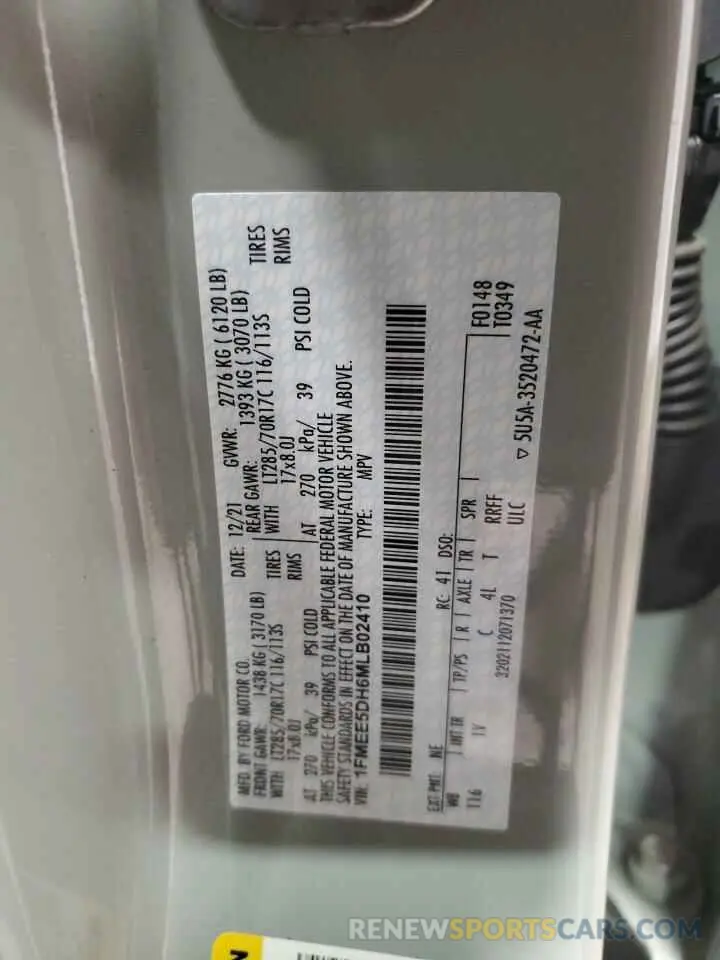 MFD. BY FORD MOTOR CO.
DATE: 12/21 GVWR: 2776 KG ( 6120 LB)
FRONT GAWR: 1438 KG ( 3170 LB) REAR GAWR: 1393 KG ( 3070 LB)
WITH LT285/70R17C 116/113S TIRES WITH LT285/70R17C 116/113S TIRES
17x8.0J RIMS 17x8.0J RIMS
AT 270 kPa/ 39 PSI COLD AT 270 kPa/ 39 PSI COLD
THIS VEHICLE CONFORMS TO ALL APPLICABLE FEDERAL MOTOR VEHICLE
SAFETY STANDARDS IN EFFECT ON THE DATE OF MANUFACTURE SHOWN ABOVE.
VIN: 1FMEE5DH6MLB02410 TYPE: MPV
EXT PNT: NE RC: 41 DSO: F0148
WB INT TR TP/PS R AXLE TR SPR T0349
116 IV C 4L T RRFF
3202112071370 ULC
▽ 5U5A-3520472-AA
N
RENEWSPORTSCARS.COM